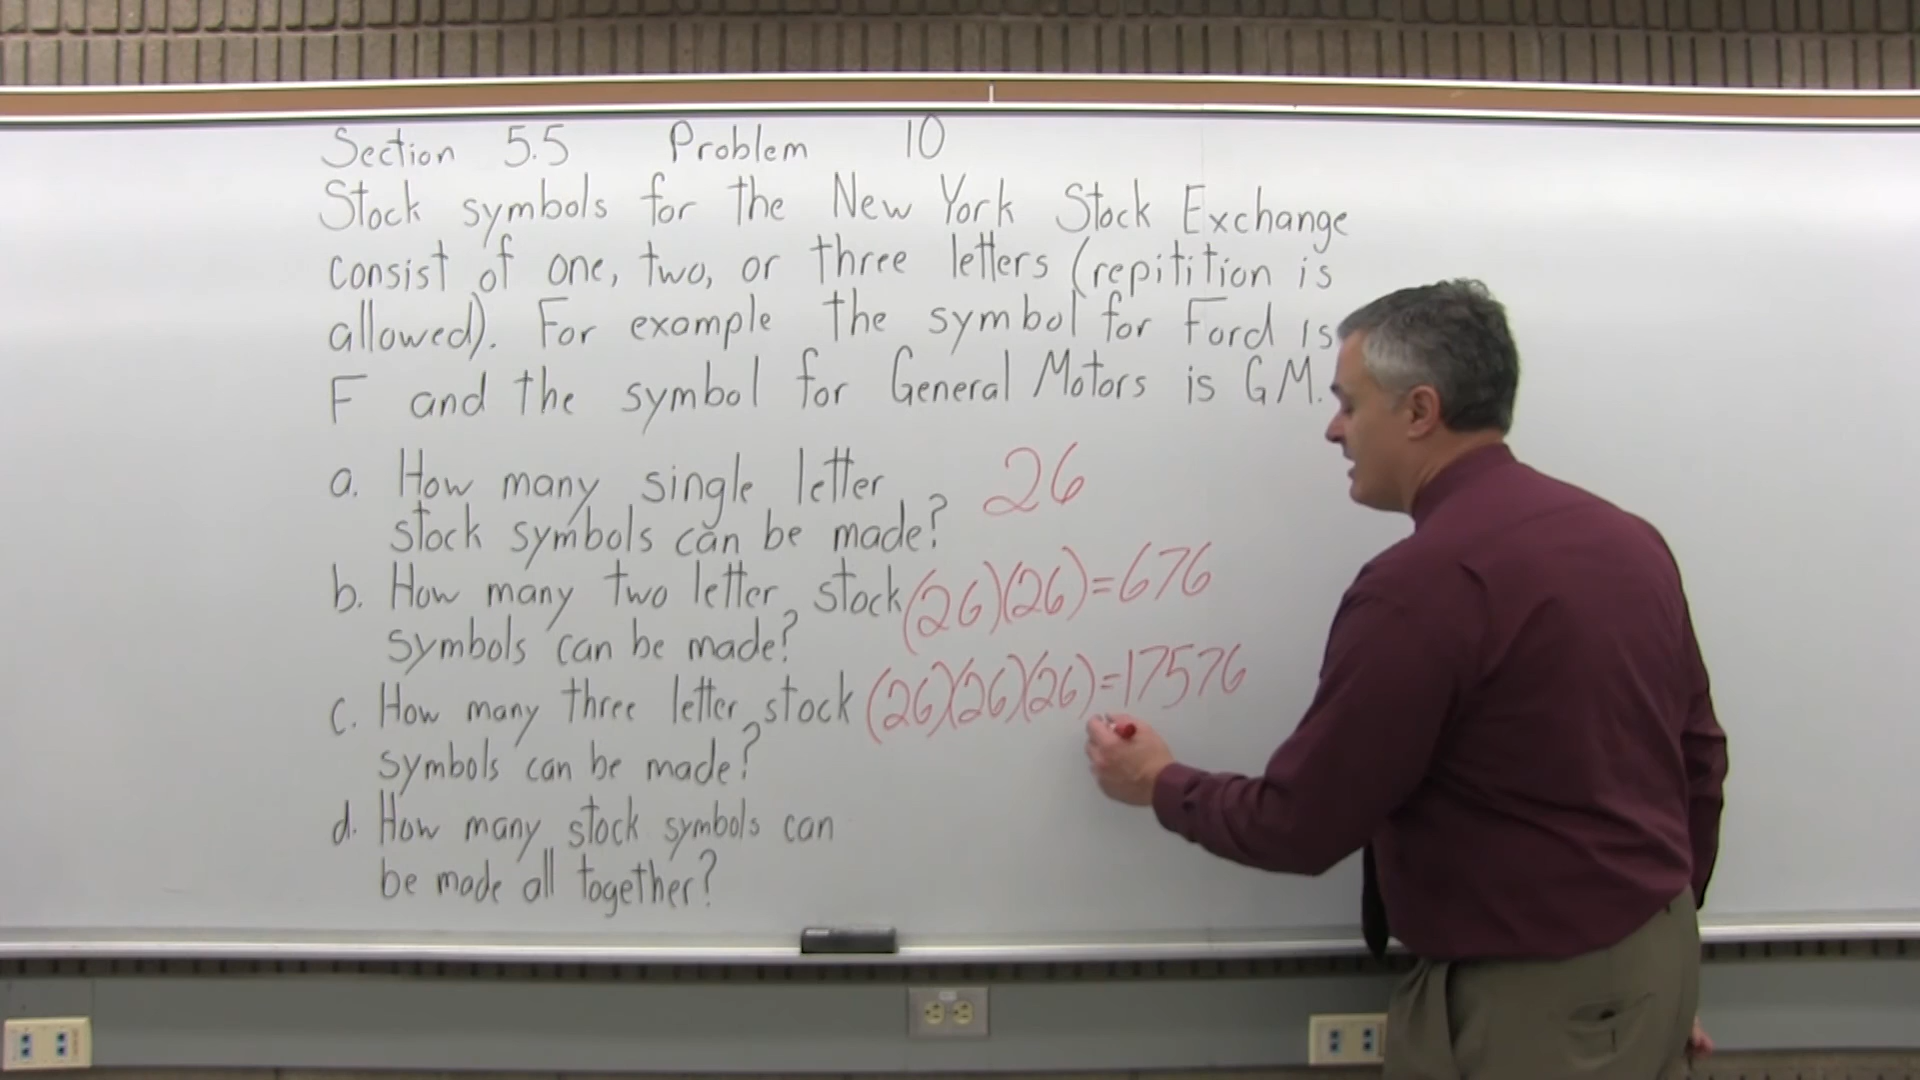 Section 5.5 Problem 10
Stock symbols for the New York Stock Exchange
consist of one, two, or three letters (repitition is
allowed). For example the symbol for Ford is
F and the symbol for General Motors is GM.
a. How many single letter
stock symbols can be made? 26
b. How many two letter stock (26)(26)=676
symbols can be made?
c. How many three letter stock (26)(26)(26)=17576
symbols can be made?
d. How many stock symbols can
be made all together?